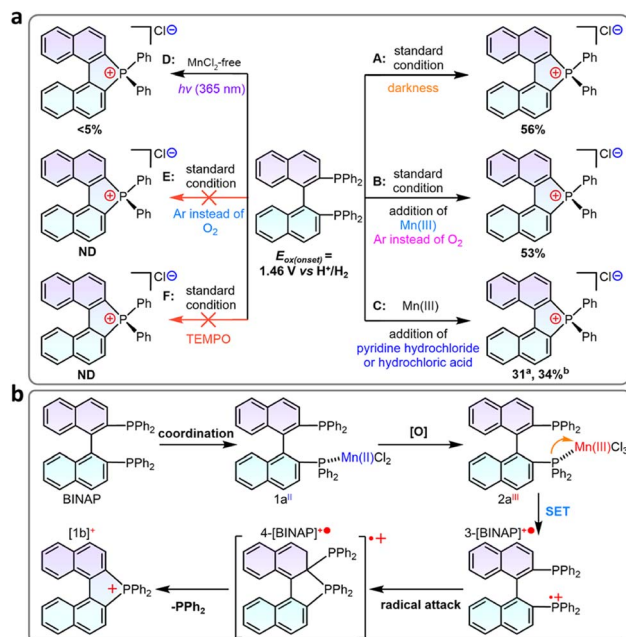 a
Cl⊖
P
Ph
Ph
<5%
D: MnCl2-free
hv (365 nm)
A: standard
condition
darkness
Cl⊖
P
Ph
Ph
56%
Cl⊖
P
Ph
Ph
ND
E: standard
condition
Ar instead of
O2
PPh2
PPh2
Eox(onset) =
1.46 V vs H+/H2
B: standard
condition
addition of
Mn(III)
Ar instead of O2
Cl⊖
P
Ph
Ph
53%
Cl⊖
P
Ph
Ph
ND
F: standard
condition
TEMPO
C: Mn(III)
addition of
pyridine hydrochloride
or hydrochloric acid
Cl⊖
P
Ph
Ph
31a, 34%b
b
PPh2
PPh2
BINAP
coordination
PPh2
P
Ph2
Mn(II)Cl2
1aII
[O]
PPh2
P
Ph2
Mn(III)Cl3
2aIII
SET
[1b]+
+
PPh2
-PPh2
4-[BINAP]+●
PPh2
PPh2
•+
radical attack
3-[BINAP]+●
PPh2
•+
PPh2